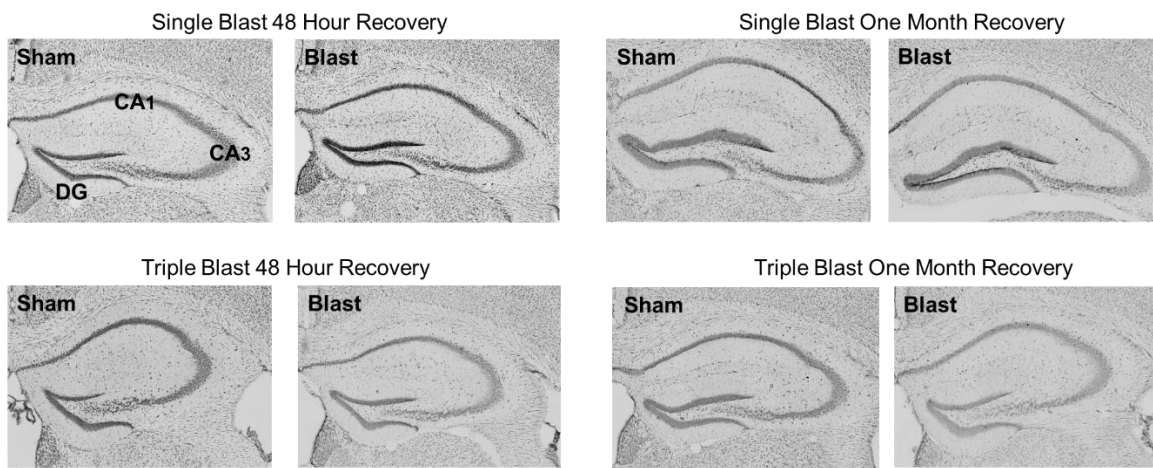 Single Blast 48 Hour Recovery
Single Blast One Month Recovery
Sham
Blast
Sham
Blast
CA1
CA3
DG
Triple Blast 48 Hour Recovery
Triple Blast One Month Recovery
Sham
Blast
Sham
Blast